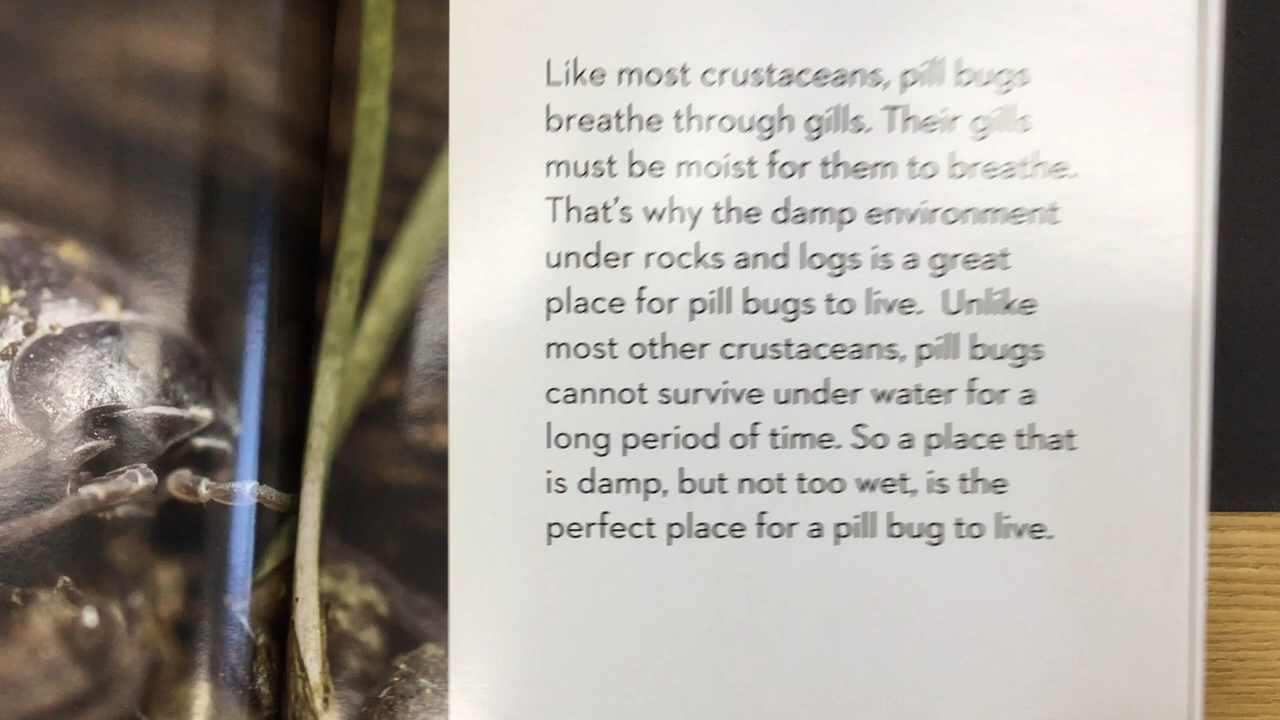 Like most crustaceans, pill bugs
breathe through gills. Their gills
must be moist for them to breathe.
That's why the damp environment
under rocks and logs is a great
place for pill bugs to live.  Unlike
most other crustaceans, pill bugs
cannot survive under water for a
long period of time. So a place that
is damp, but not too wet, is the
perfect place for a pill bug to live.